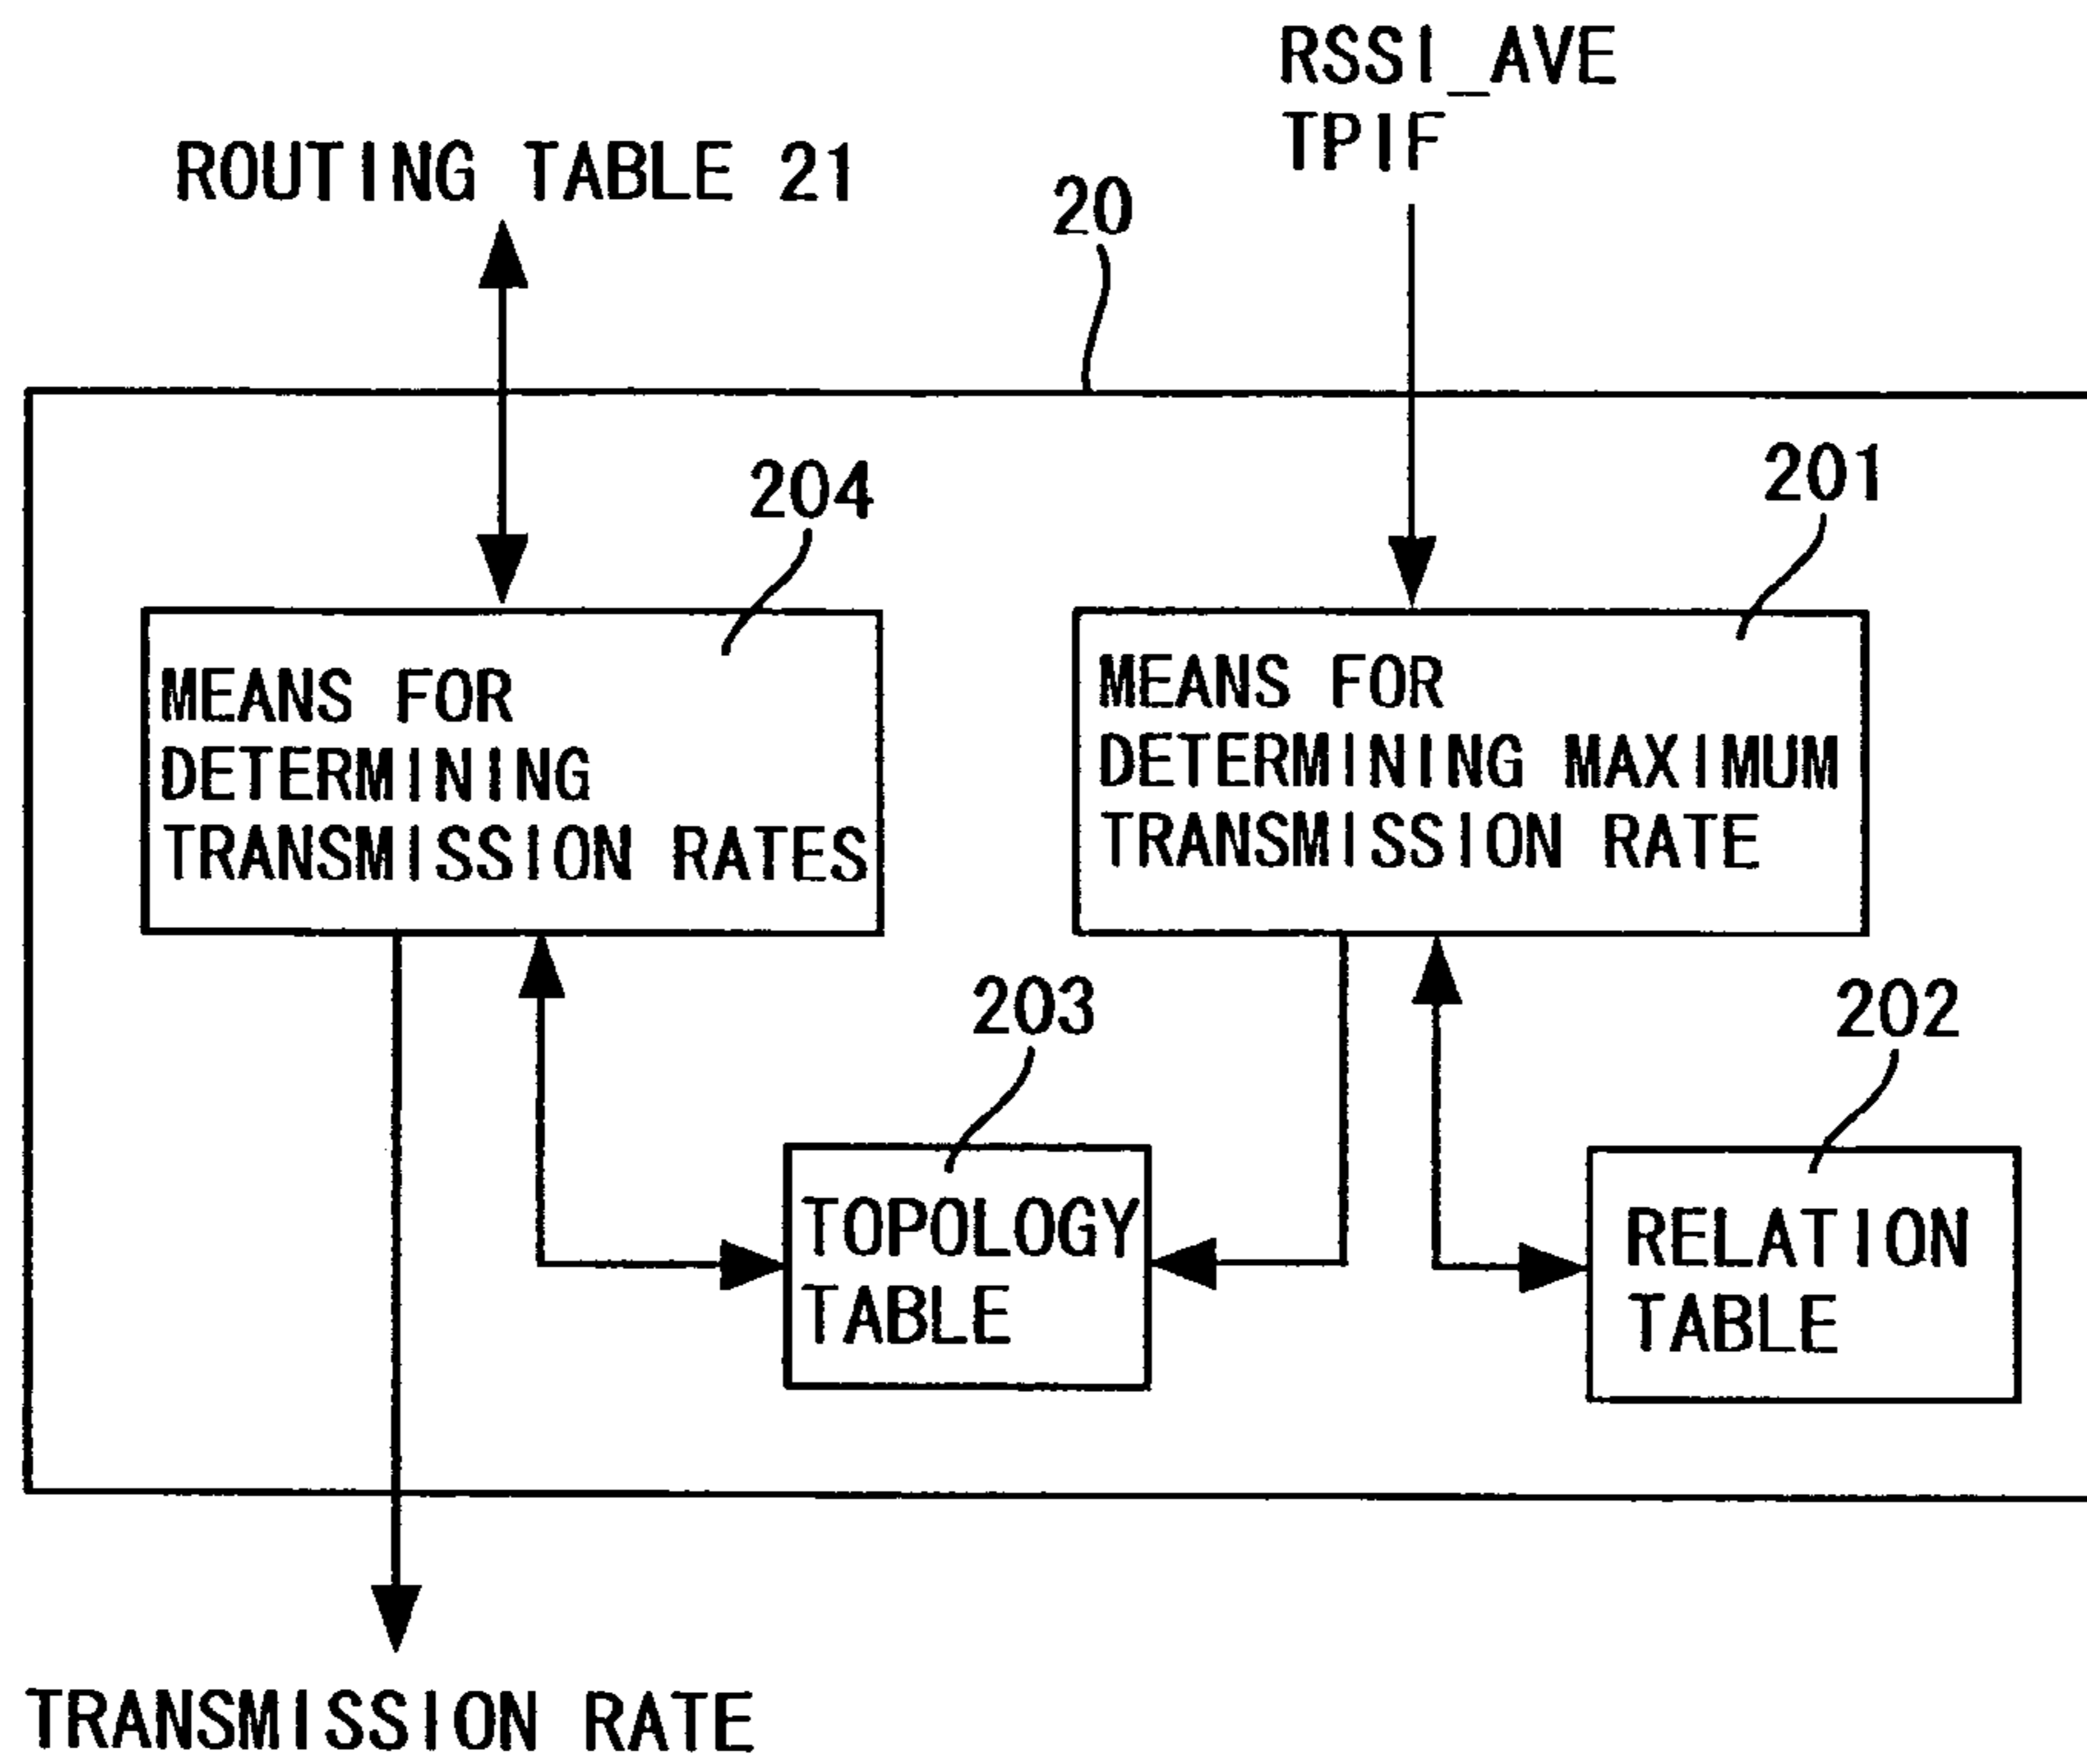 RSSI_AVE
TPIF
ROUTING TABLE 21
20
204
201
MEANS FOR
DETERMINING
TRANSMISSION RATES
MEANS FOR
DETERMINING MAXIMUM
TRANSMISSION RATE
203
202
TOPOLOGY
TABLE
RELATION
TABLE
TRANSMISSION RATE